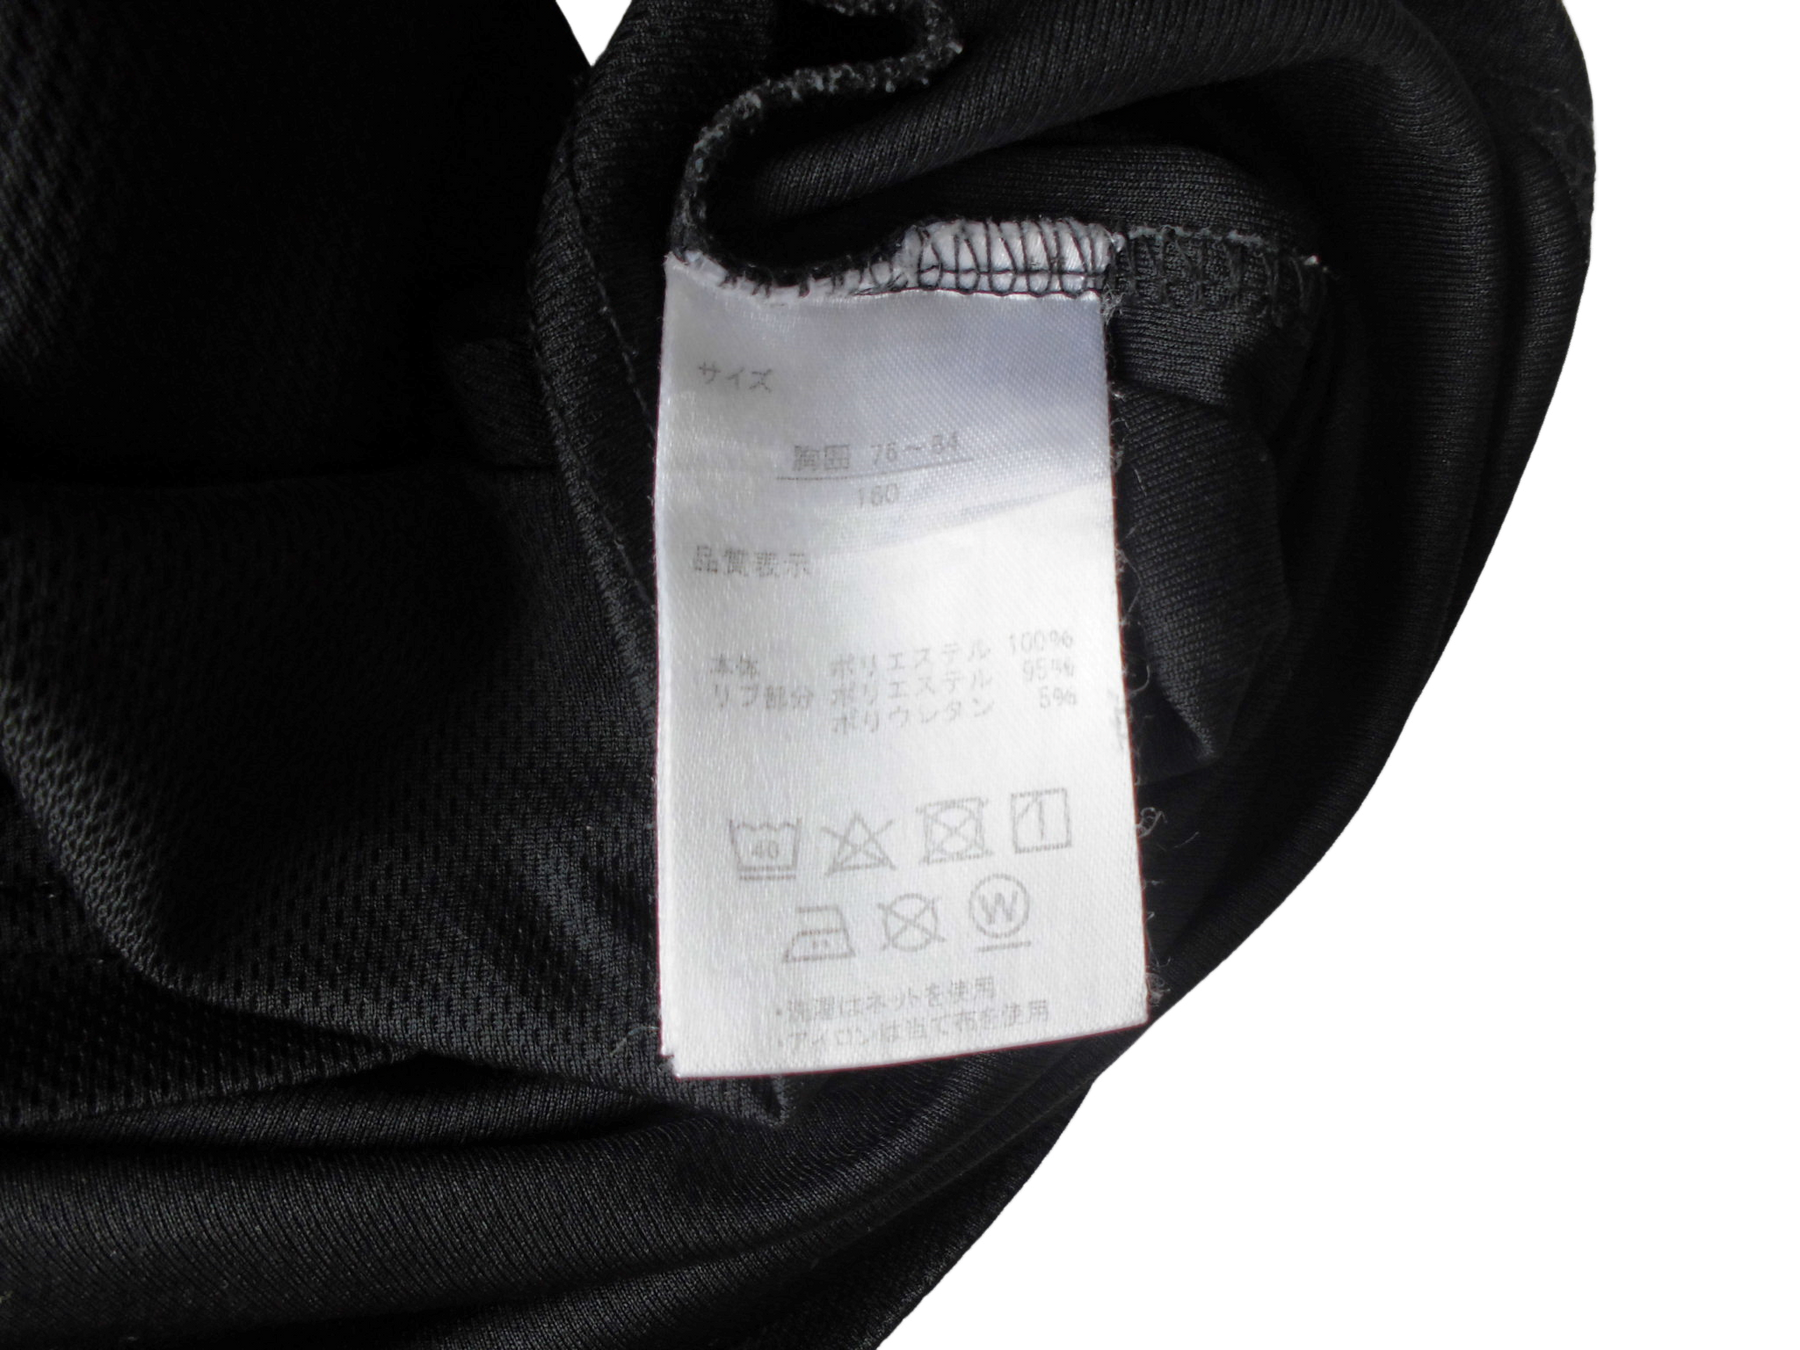 サイズ
胸囲 76～84
160
品質表示
本体 ポリエステル 100%
リブ部分 ポリエステル 95%
ポリウレタン 5%
40
W
・洗濯はネットを使用
・アイロンは当て布を使用